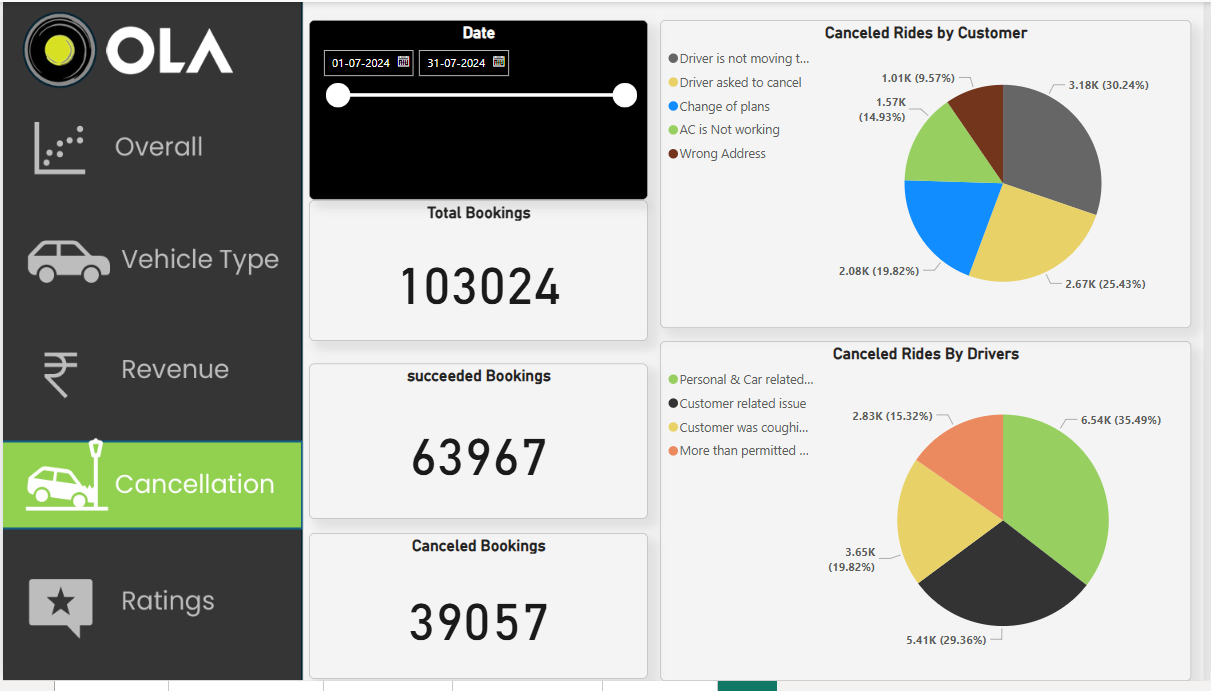 OLA
Overall
Vehicle Type
Revenue
Cancellation
Ratings
Date
01-07-2024
31-07-2024
Total Bookings
103024
succeeded Bookings
63967
Canceled Bookings
39057
Canceled Rides by Customer
Driver is not moving t...
Driver asked to cancel
Change of plans
AC is Not working
Wrong Address
1.01K (9.57%)
3.18K (30.24%)
1.57K
(14.93%)
2.08K (19.82%)
2.67K (25.43%)
Canceled Rides By Drivers
Personal & Car related...
Customer related issue
Customer was coughi...
More than permitted ...
2.83K (15.32%)
6.54K (35.49%)
3.65K
(19.82%)
5.41K (29.36%)